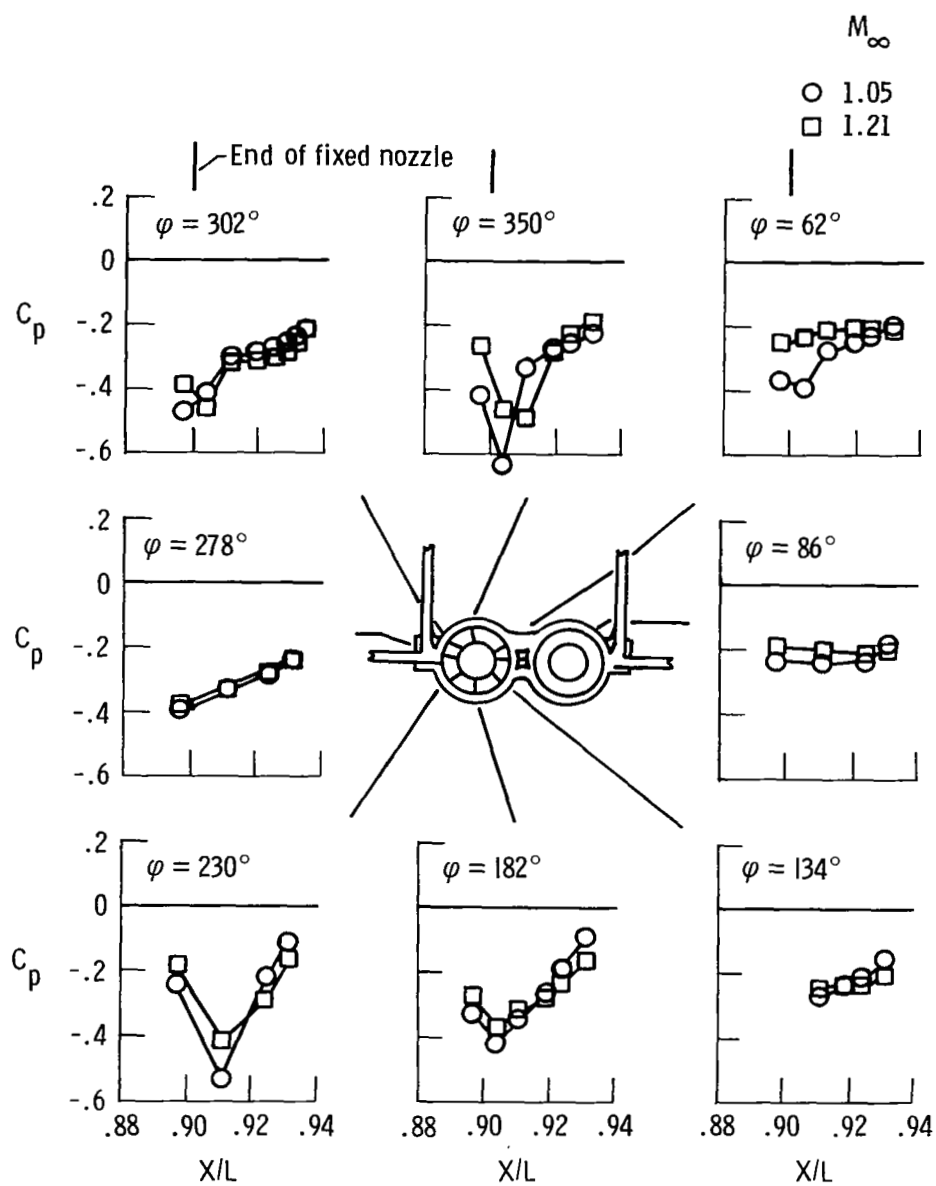 M∞
○ 1.05
□ 1.21
End of fixed nozzle
.2
0
Cp
-.2
-.4
-.6
φ = 302°
φ = 350°
φ = 62°
.2
0
Cp
-.2
-.4
-.6
φ = 278°
φ = 86°
.2
0
Cp
-.2
-.4
-.6
φ = 230°
φ = 182°
φ = 134°
.88 .90 .92 .94
.88 .90 .92 .94
.88 .90 .92 .94
X/L
X/L
X/L